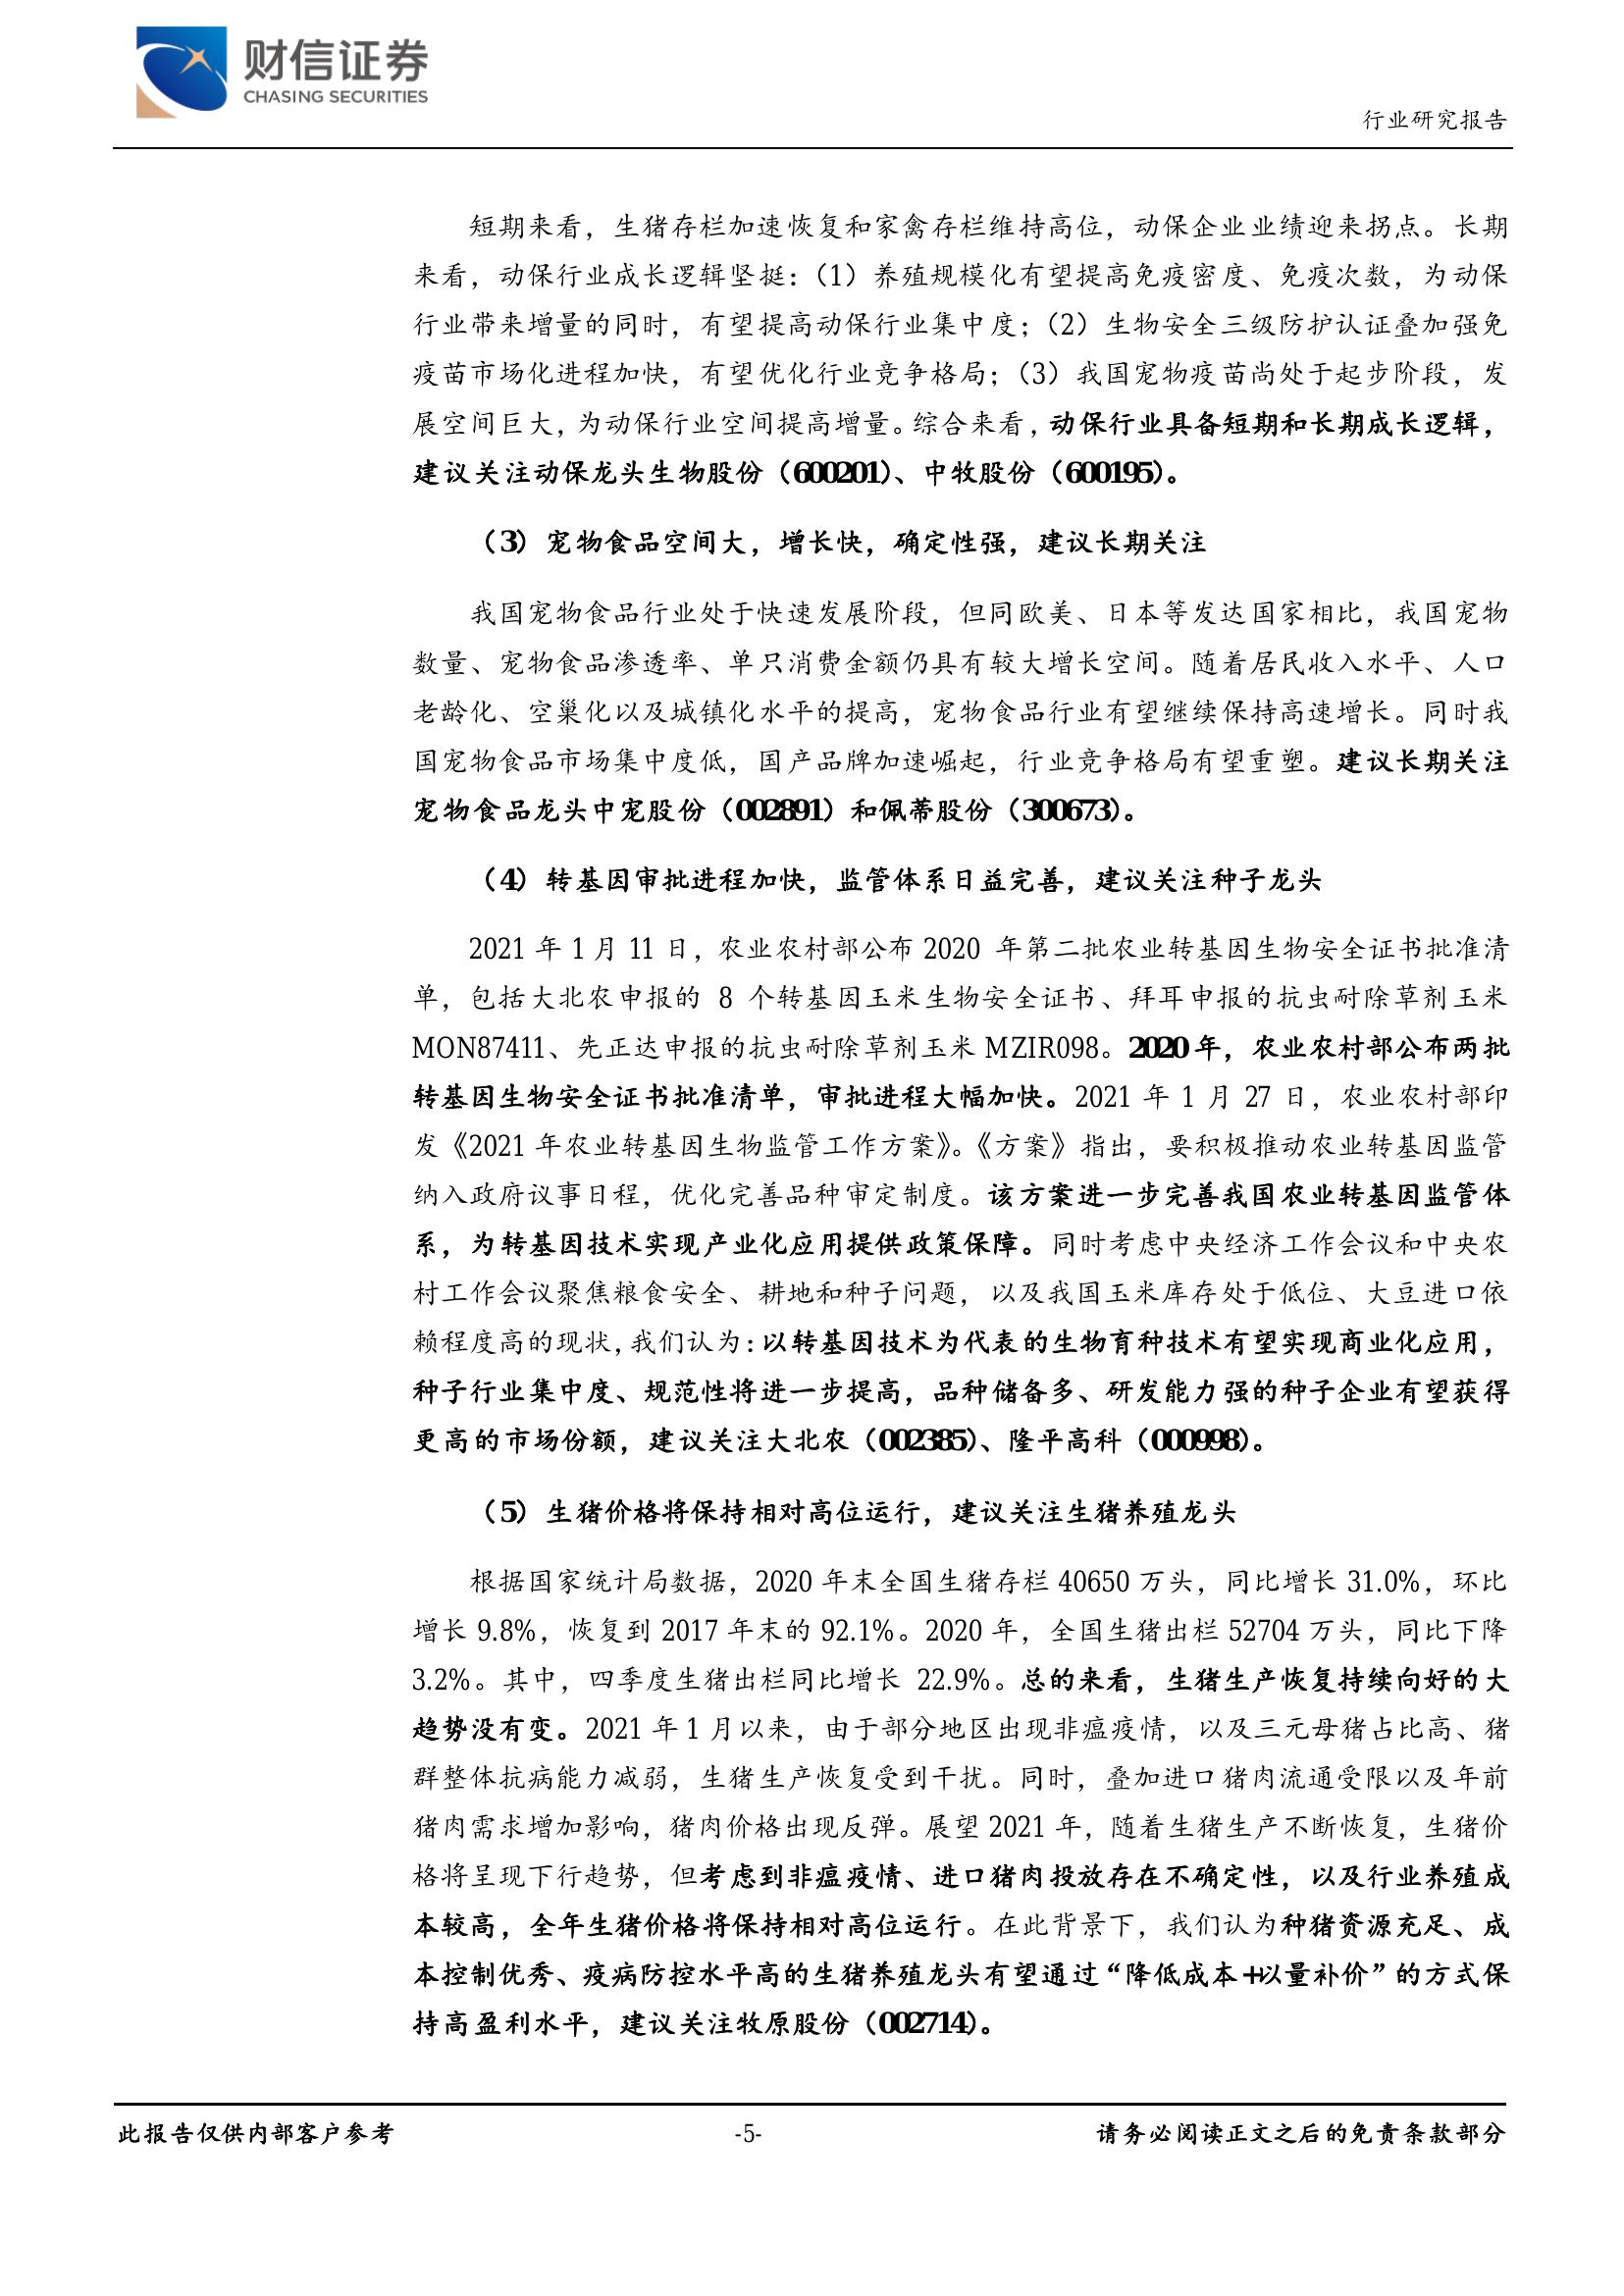 财信证券
CHASING SECURITIES
行业研究报告
短期来看，生猪存栏加速恢复和家禽存栏维持高位，动保企业业绩迎来拐点。长期
来看，动保行业成长逻辑坚挺：（1）养殖规模化有望提高免疫密度、免疫次数，为动保
行业带来增量的同时，有望提高动保行业集中度；（2）生物安全三级防护认证叠加强免
疫苗市场化进程加快，有望优化行业竞争格局；（3）我国宠物疫苗尚处于起步阶段，发
展空间巨大，为动保行业空间提高增量。综合来看，动保行业具备短期和长期成长逻辑，
建议关注动保龙头生物股份（600201）、中牧股份（600195）。
（3）宠物食品空间大，增长快，确定性强，建议长期关注
我国宠物食品行业处于快速发展阶段，但同欧美、日本等发达国家相比，我国宠物
数量、宠物食品渗透率、单只消费金额仍具有较大增长空间。随着居民收入水平、人口
老龄化、空巢化以及城镇化水平的提高，宠物食品行业有望继续保持高速增长。同时我
国宠物食品市场集中度低，国产品牌加速崛起，行业竞争格局有望重塑。建议长期关注
宠物食品龙头中宠股份（002891）和佩蒂股份（300673）。
（4）转基因审批进程加快，监管体系日益完善，建议关注种子龙头
2021 年 1 月 11 日，农业农村部公布 2020 年第二批农业转基因生物安全证书批准清
单，包括大北农申报的 8 个转基因玉米生物安全证书、拜耳申报的抗虫耐除草剂玉米
MON87411、先正达申报的抗虫耐除草剂玉米 MZIR098。2020 年，农业农村部公布两批
转基因生物安全证书批准清单，审批进程大幅加快。2021 年 1 月 27 日，农业农村部印
发《2021 年农业转基因生物监管工作方案》。《方案》指出，要积极推动农业转基因监管
纳入政府议事日程，优化完善品种审定制度。该方案进一步完善我国农业转基因监管体
系，为转基因技术实现产业化应用提供政策保障。同时考虑中央经济工作会议和中央农
村工作会议聚焦粮食安全、耕地和种子问题，以及我国玉米库存处于低位、大豆进口依
赖程度高的现状，我们认为：以转基因技术为代表的生物育种技术有望实现商业化应用，
种子行业集中度、规范性将进一步提高，品种储备多、研发能力强的种子企业有望获得
更高的市场份额，建议关注大北农（002385）、隆平高科（000998）。
（5）生猪价格将保持相对高位运行，建议关注生猪养殖龙头
根据国家统计局数据，2020 年末全国生猪存栏 40650 万头，同比增长 31.0%，环比
增长 9.8%，恢复到 2017 年末的 92.1%。2020 年，全国生猪出栏 52704 万头，同比下降
3.2%。其中，四季度生猪出栏同比增长 22.9%。总的来看，生猪生产恢复持续向好的大
趋势没有变。2021 年 1 月以来，由于部分地区出现非瘟疫情，以及三元母猪占比高、猪
群整体抗病能力减弱，生猪生产恢复受到干扰。同时，叠加进口猪肉流通受限以及年前
猪肉需求增加影响，猪肉价格出现反弹。展望 2021 年，随着生猪生产不断恢复，生猪价
格将呈现下行趋势，但考虑到非瘟疫情、进口猪肉投放存在不确定性，以及行业养殖成
本较高，全年生猪价格将保持相对高位运行。在此背景下，我们认为种猪资源充足、成
本控制优秀、疫病防控水平高的生猪养殖龙头有望通过“降低成本+以量补价”的方式保
持高盈利水平，建议关注牧原股份（002714）。
此报告仅供内部客户参考
-5-
请务必阅读正文之后的免责条款部分